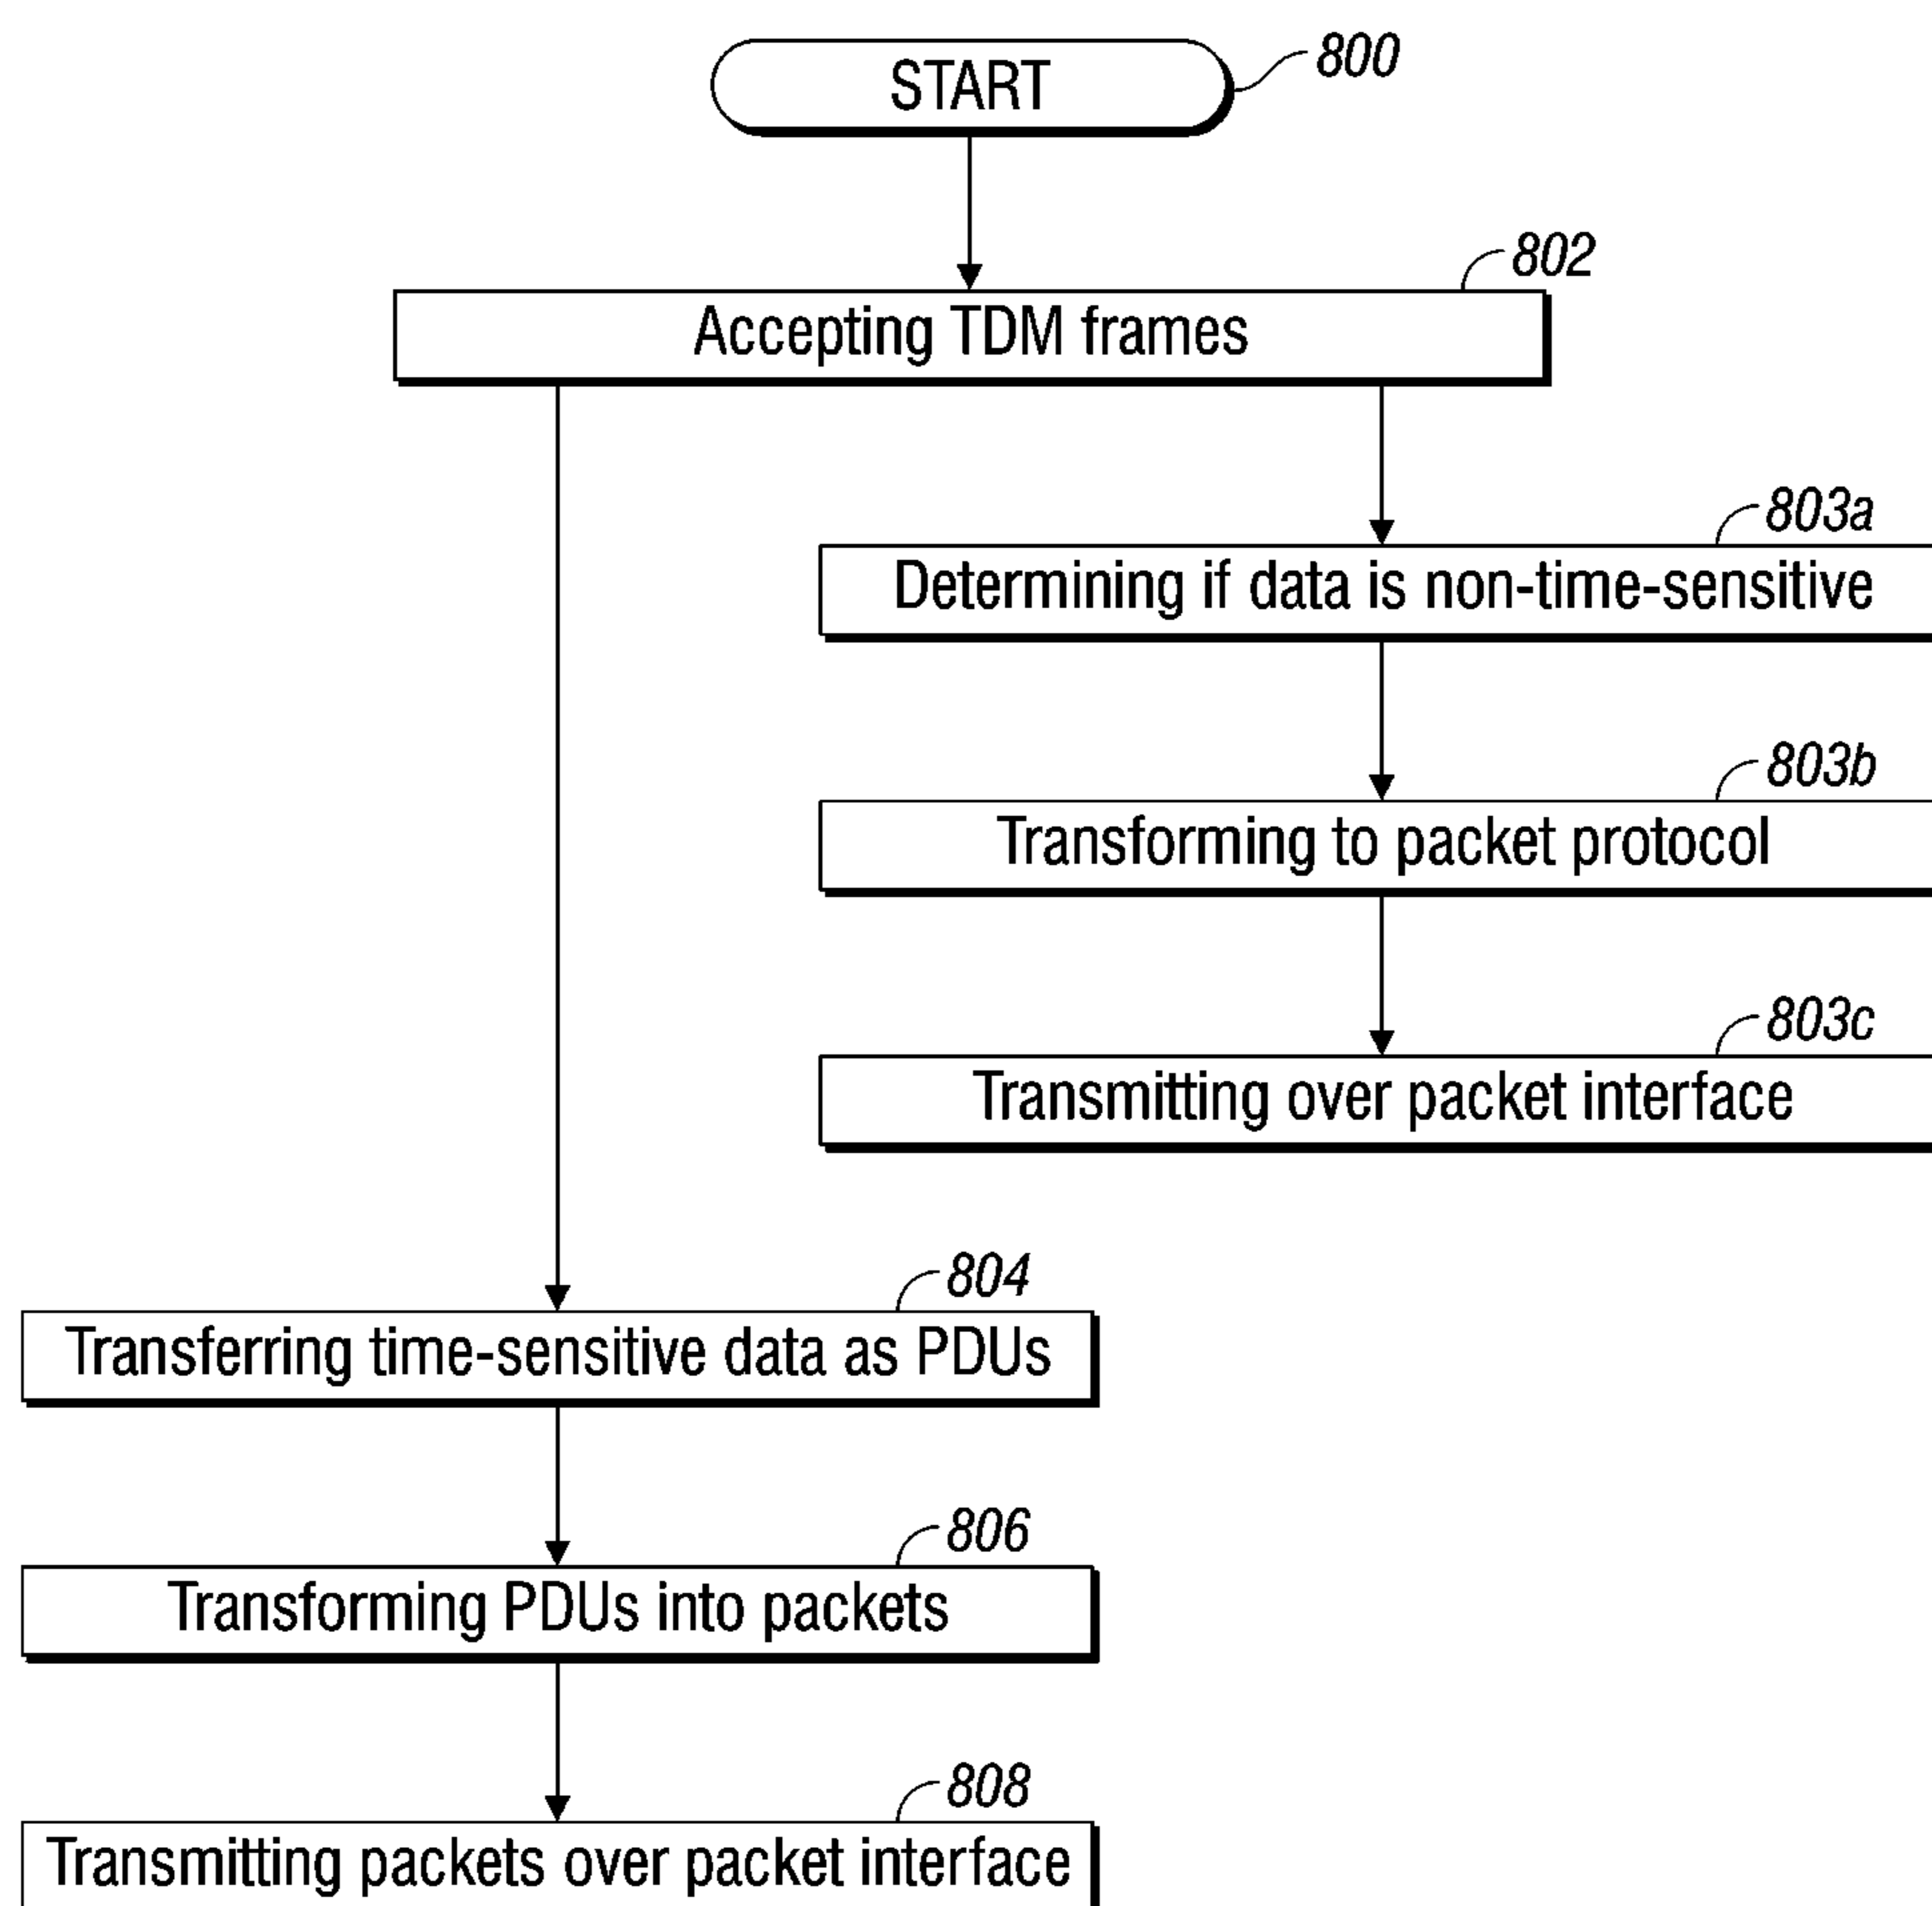 START
800
802
Accepting TDM frames
803a
Determining if data is non-time-sensitive
803b
Transforming to packet protocol
803c
Transmitting over packet interface
804
Transferring time-sensitive data as PDUs
806
Transforming PDUs into packets
808
Transmitting packets over packet interface